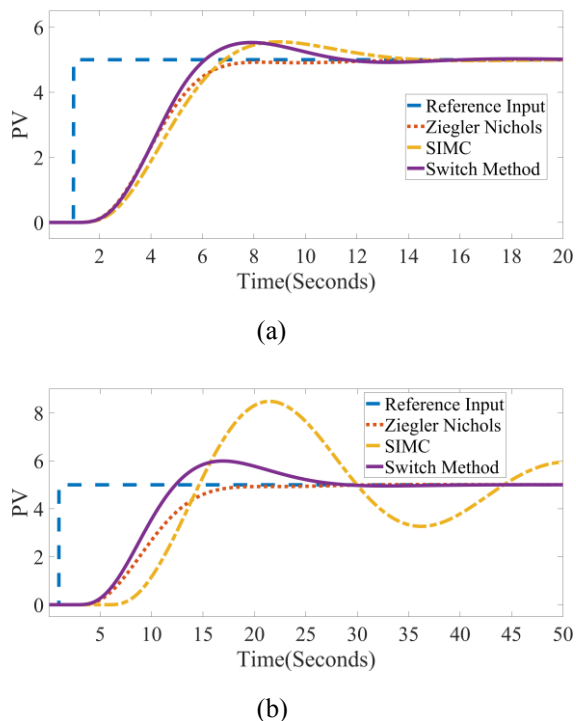 6
4
2
0
PV
Reference Input
Ziegler Nichols
SIMC
Switch Method
2 4 6 8 10 12 14 16 18 20
Time(Seconds)
(a)
8
6
4
2
0
PV
Reference Input
Ziegler Nichols
SIMC
Switch Method
5 10 15 20 25 30 35 40 45 50
Time(Seconds)
(b)